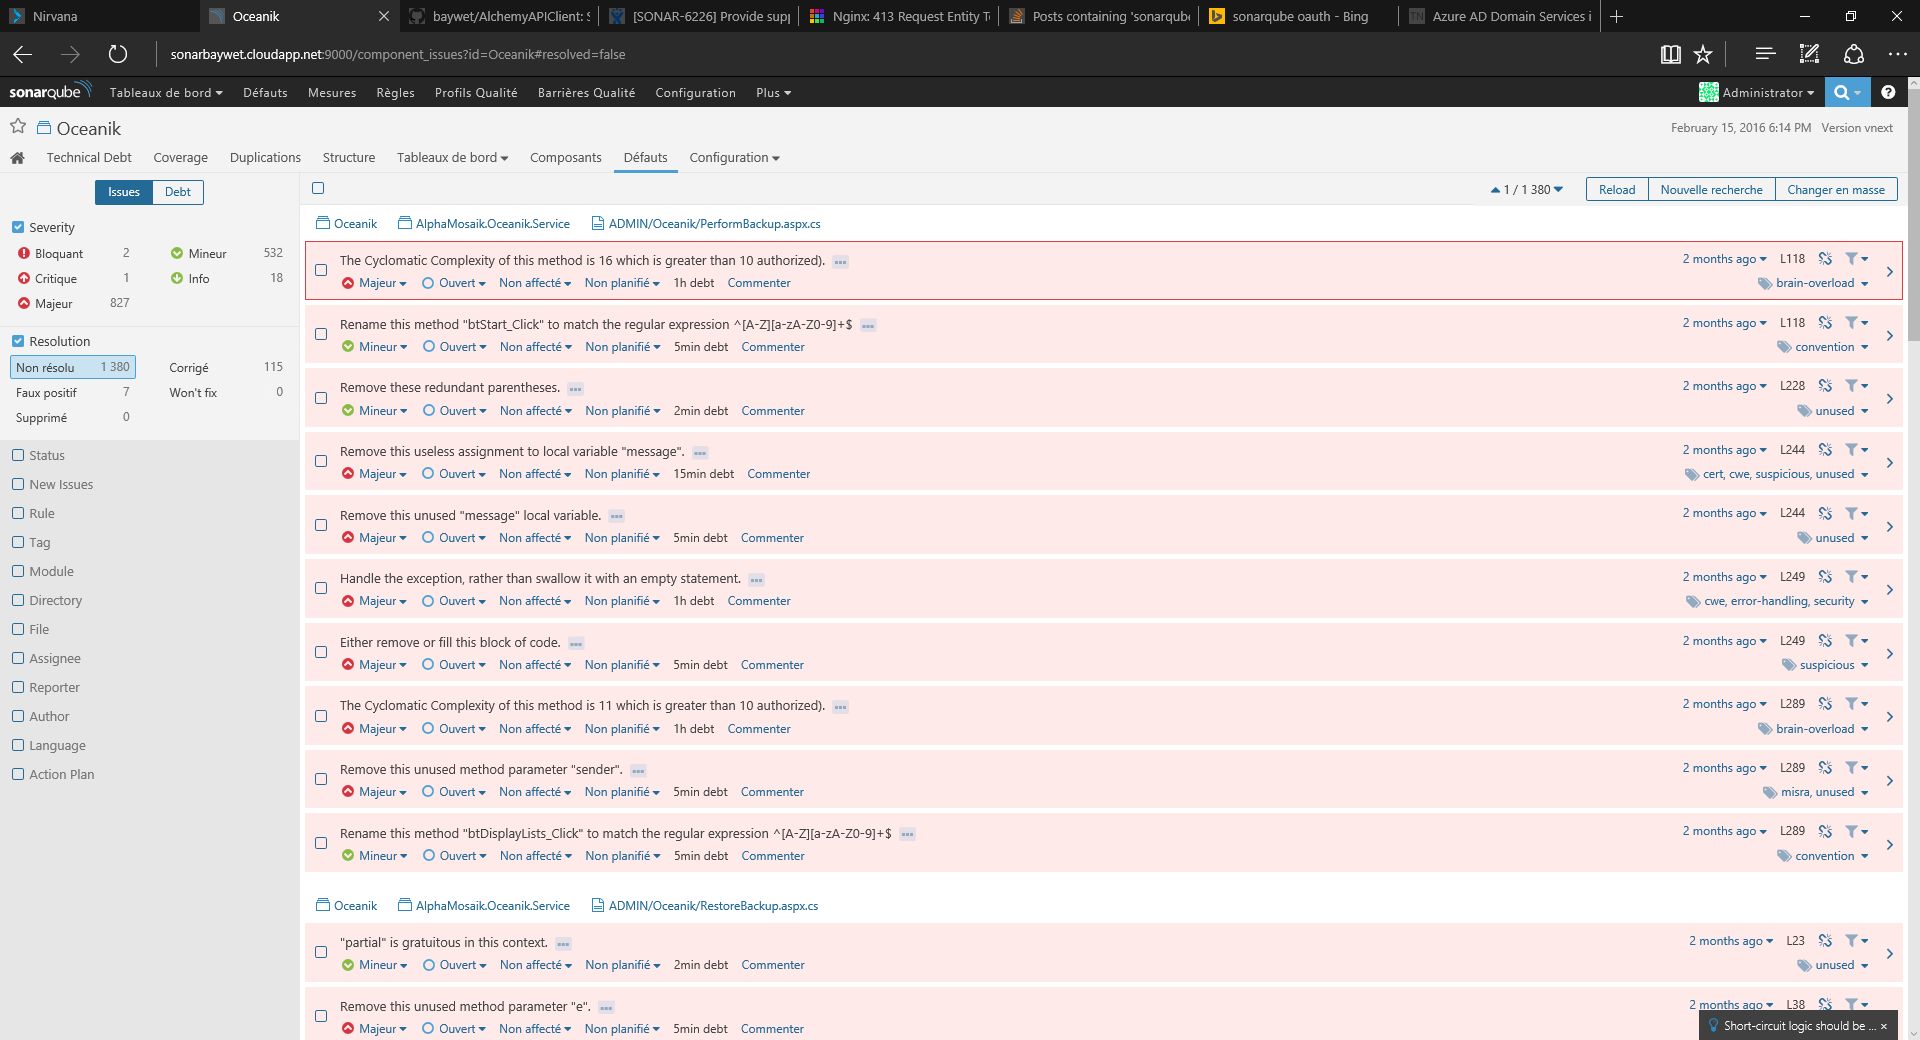 Nirvana
Oceanik
baywet/AlchemyAPIClient: S
[SONAR-6226] Provide supp
Nginx: 413 Request Entity T
Posts containing 'sonarqube
sonarqube oauth - Bing
Azure AD Domain Services i
sonarbaywet.cloudapp.net:9000/component_issues?id=Oceanik#resolved=false
sonarqube Tableaux de bord Défauts Mesures Règles Profils Qualité Barrières Qualité Configuration Plus Administrator
Oceanik
February 15, 2016 6:14 PM Version vnext
Technical Debt Coverage Duplications Structure Tableaux de bord Composants Défauts Configuration
Issues Debt
Severity
Bloquant 2 Mineur 532
Critique 1 Info 18
Majeur 827
Resolution
Non résolu 1 380 Corrigé 115
Faux positif 7 Won't fix 0
Supprimé 0
Status
New Issues
Rule
Tag
Module
Directory
File
Assignee
Reporter
Author
Language
Action Plan
1 / 1 380 Reload Nouvelle recherche Changer en masse
Oceanik AlphaMosaik.Oceanik.Service ADMIN/Oceanik/PerformBackup.aspx.cs
The Cyclomatic Complexity of this method is 16 which is greater than 10 authorized). 2 months ago L118
Majeur Ouvert Non affecté Non planifié 1h debt Commenter brain-overload
Rename this method "btStart_Click" to match the regular expression ^[A-Z][a-zA-Z0-9]+$ 2 months ago L118
Mineur Ouvert Non affecté Non planifié 5min debt Commenter convention
Remove these redundant parentheses. 2 months ago L228
Mineur Ouvert Non affecté Non planifié 2min debt Commenter unused
Remove this useless assignment to local variable "message". 2 months ago L244
Majeur Ouvert Non affecté Non planifié 15min debt Commenter cert, cwe, suspicious, unused
Remove this unused "message" local variable. 2 months ago L244
Majeur Ouvert Non affecté Non planifié 5min debt Commenter unused
Handle the exception, rather than swallow it with an empty statement. 2 months ago L249
Majeur Ouvert Non affecté Non planifié 1h debt Commenter cwe, error-handling, security
Either remove or fill this block of code. 2 months ago L249
Majeur Ouvert Non affecté Non planifié 5min debt Commenter suspicious
The Cyclomatic Complexity of this method is 11 which is greater than 10 authorized). 2 months ago L289
Majeur Ouvert Non affecté Non planifié 1h debt Commenter brain-overload
Remove this unused method parameter "sender". 2 months ago L289
Majeur Ouvert Non affecté Non planifié 5min debt Commenter misra, unused
Rename this method "btDisplayLists_Click" to match the regular expression ^[A-Z][a-zA-Z0-9]+$ 2 months ago L289
Mineur Ouvert Non affecté Non planifié 5min debt Commenter convention
Oceanik AlphaMosaik.Oceanik.Service ADMIN/Oceanik/RestoreBackup.aspx.cs
"partial" is gratuitous in this context. 2 months ago L23
Mineur Ouvert Non affecté Non planifié 2min debt Commenter unused
Remove this unused method parameter "e". 2 months ago L38
Majeur Ouvert Non affecté Non planifié 5min debt Commenter
Short-circuit logic should be ...